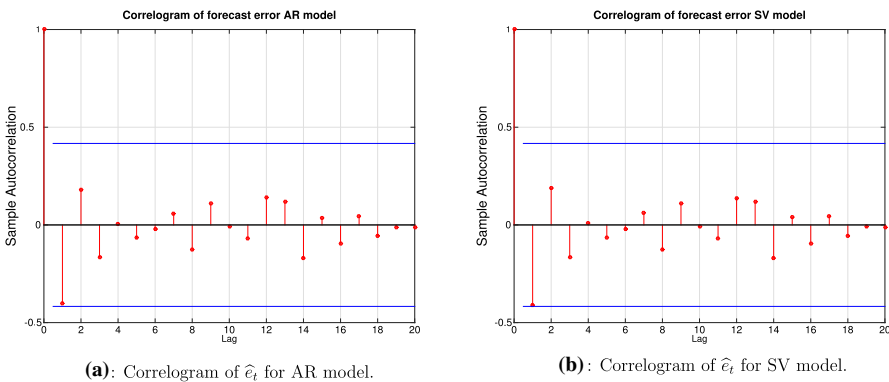 Correlogram of forecast error AR model
1
0.5
0
-0.5
Sample Autocorrelation
0 2 4 6 8 10 12 14 16 18 20
Lag
(a): Correlogram of ê_t for AR model.
Correlogram of forecast error SV model
1
0.5
0
-0.5
Sample Autocorrelation
0 2 4 6 8 10 12 14 16 18 20
Lag
(b): Correlogram of ê_t for SV model.